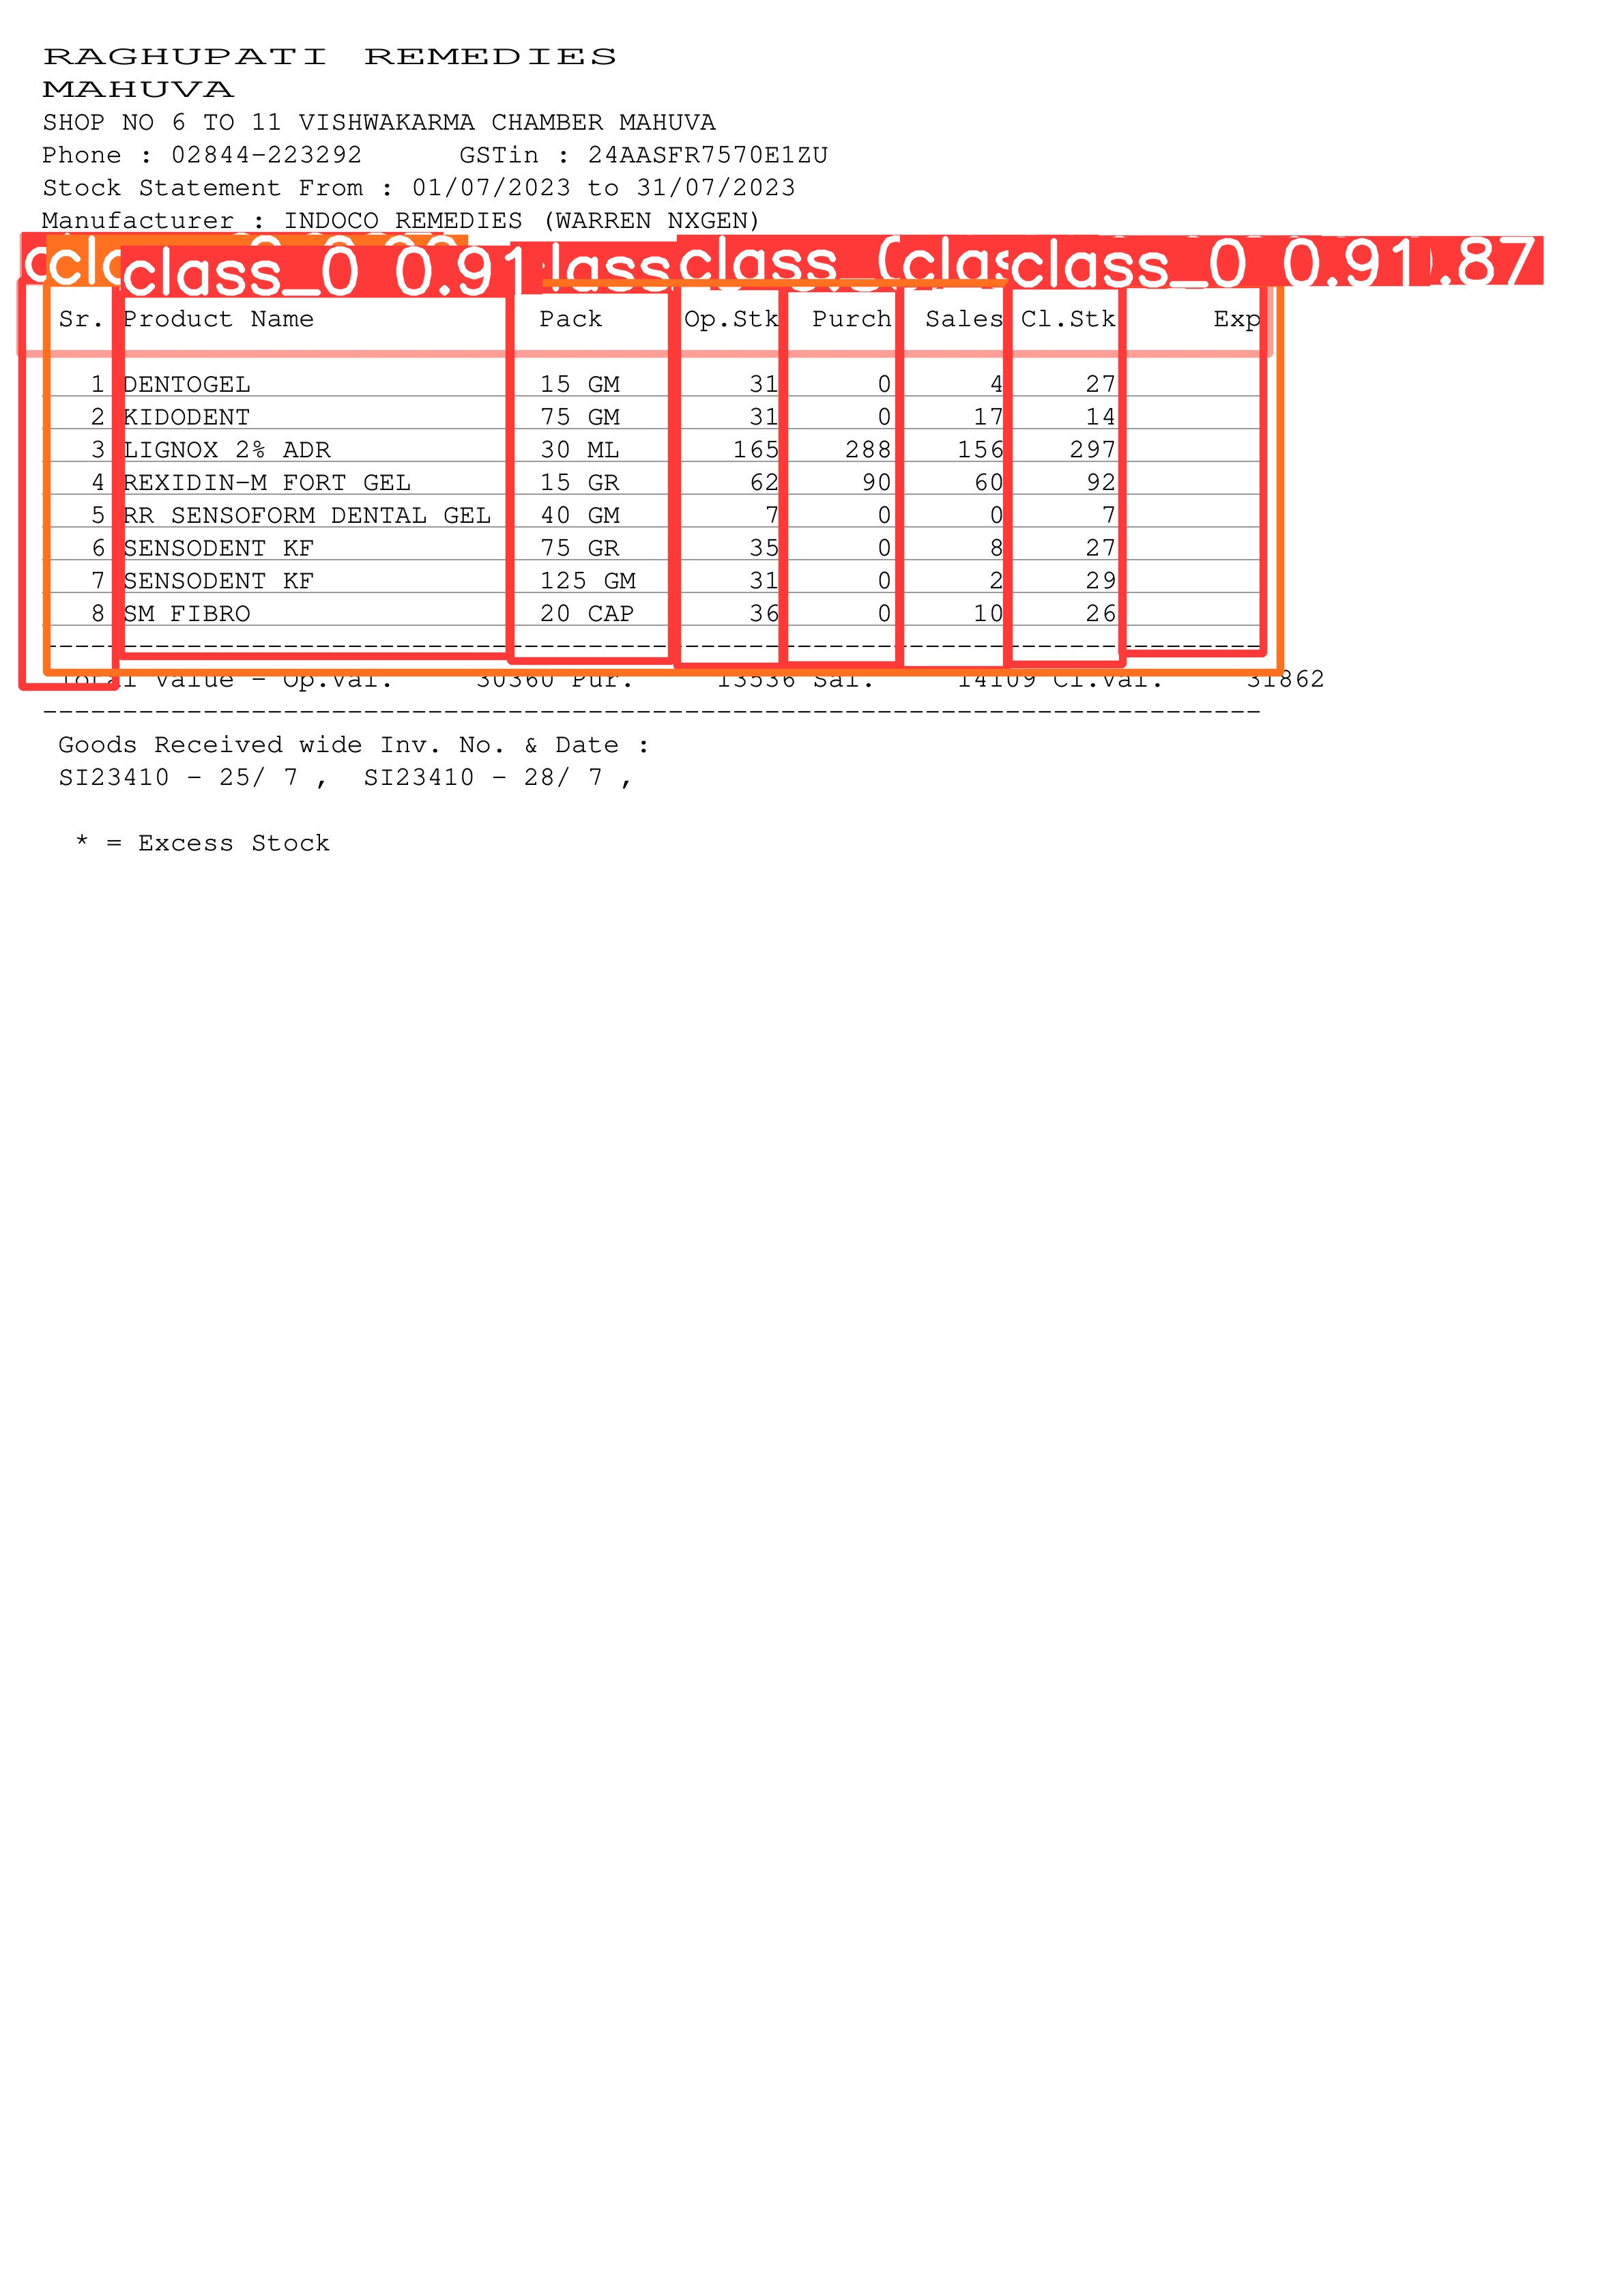 RAGHUPATI REMEDIES
MAHUVA
SHOP NO 6 TO 11 VISHWAKARMA CHAMBER MAHUVA
Phone : 02844-223292 GSTin : 24AASFR7570E1ZU
Stock Statement From : 01/07/2023 to 31/07/2023
Manufacturer : INDOCO REMEDIES (WARREN NXGEN)
class_0 0.91 class_0 0.91 .87
Sr. Product Name Pack Op.Stk Purch Sales Cl.Stk Exp
1 DENTOGEL 15 GM 31 0 4 27
2 KIDODENT 75 GM 31 0 17 14
3 LIGNOX 2% ADR 30 ML 165 288 156 297
4 REXIDIN-M FORT GEL 15 GR 62 90 60 92
5 RR SENSOFORM DENTAL GEL 40 GM 7 0 0 7
6 SENSODENT KF 75 GR 35 0 8 27
7 SENSODENT KF 125 GM 31 0 2 29
8 SM FIBRO 20 CAP 36 0 10 26
Total Value - Op.Val. 30360 Pur. 13536 Sal. 14109 Cl.Val. 31862
Goods Received wide Inv. No. & Date :
SI23410 - 25/ 7 , SI23410 - 28/ 7 ,
* = Excess Stock